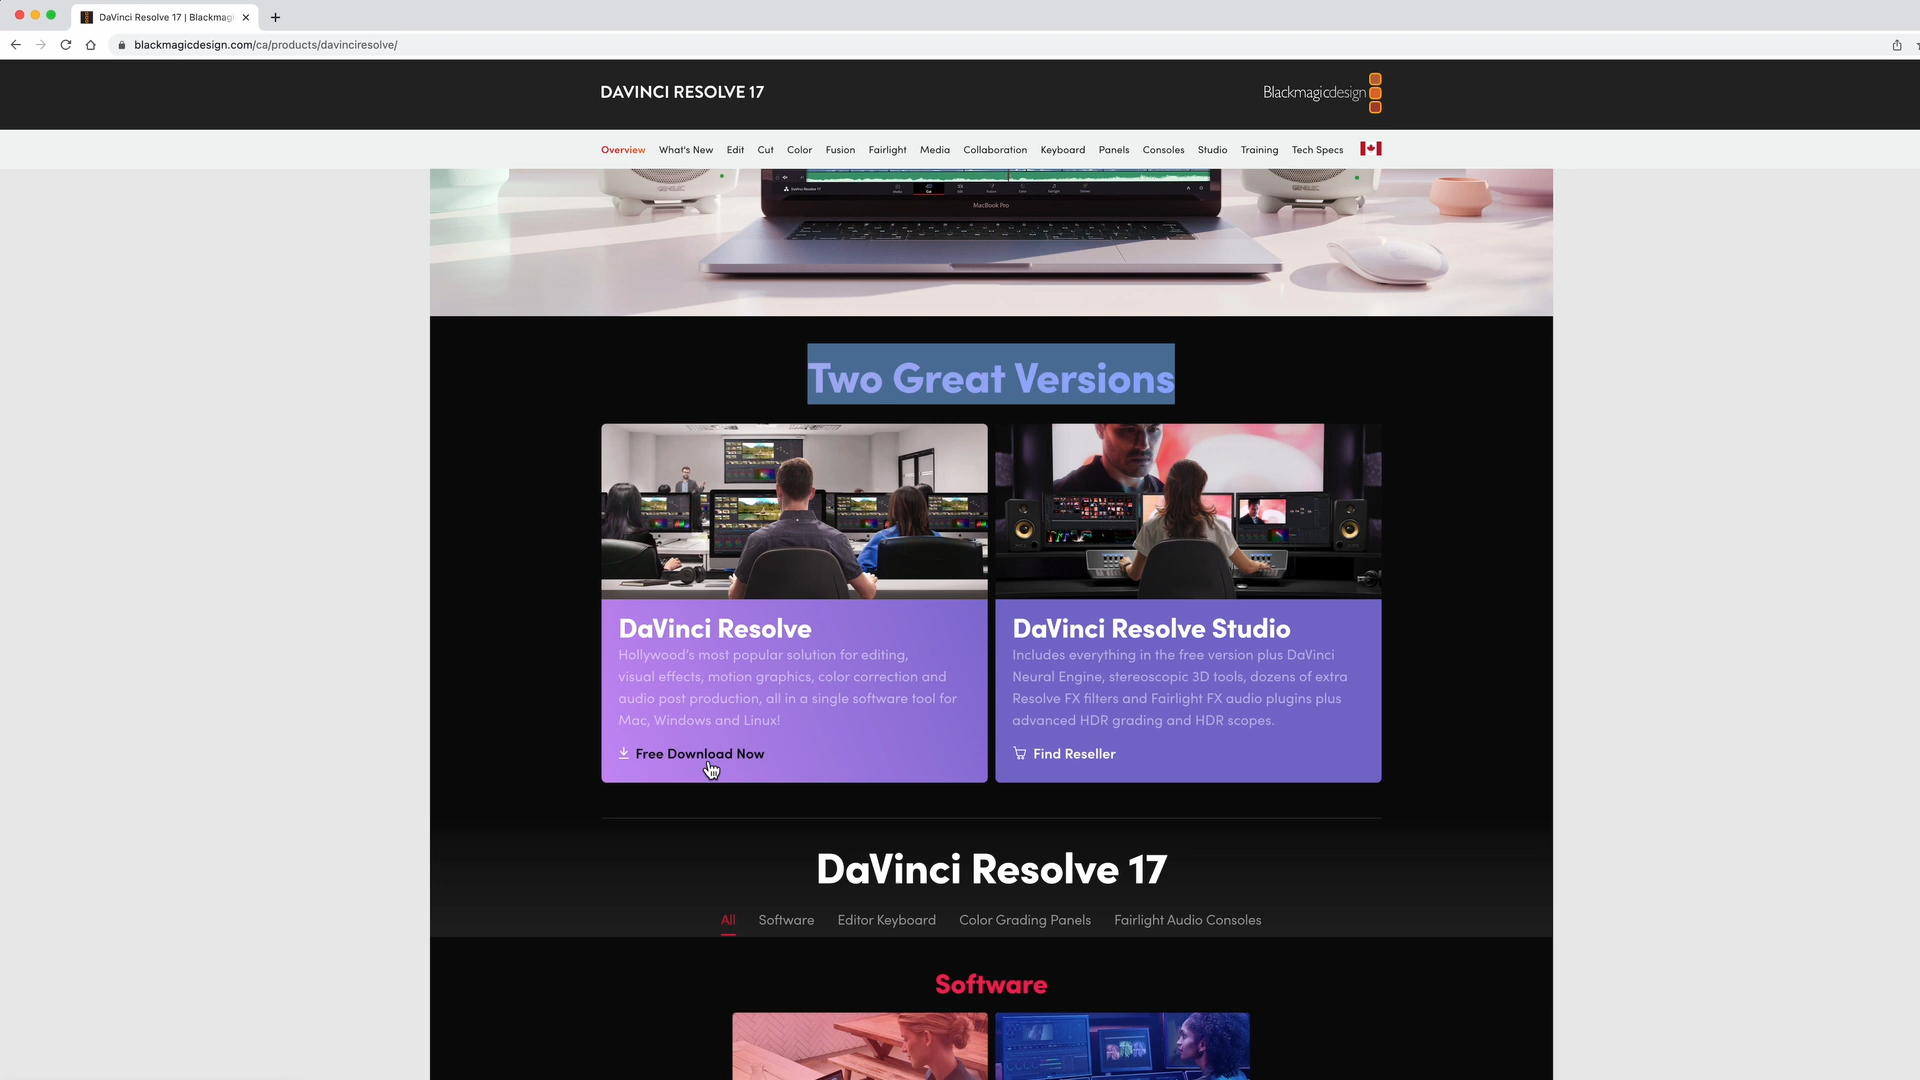 DaVinci Resolve 17 | Blackmag
blackmagicdesign.com/ca/products/davinciresolve/
DAVINCI RESOLVE 17
Blackmagicdesign
Overview What's New Edit Cut Color Fusion Fairlight Media Collaboration Keyboard Panels Consoles Studio Training Tech Specs
GENELEC
DaVinci Resolve 17
MacBook Pro
Two Great Versions
DaVinci Resolve
Hollywood's most popular solution for editing,
visual effects, motion graphics, color correction and
audio post production, all in a single software tool for
Mac, Windows and Linux!
Free Download Now
DaVinci Resolve Studio
Includes everything in the free version plus DaVinci
Neural Engine, stereoscopic 3D tools, dozens of extra
Resolve FX filters and Fairlight FX audio plugins plus
advanced HDR grading and HDR scopes.
Find Reseller
DaVinci Resolve 17
All Software Editor Keyboard Color Grading Panels Fairlight Audio Consoles
Software